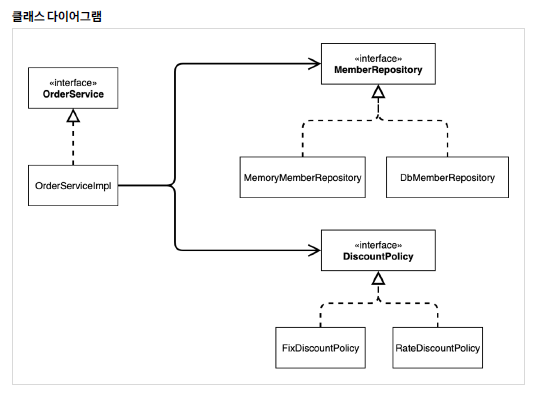 클래스 다이어그램
«interface»
OrderService
OrderServiceImpl
«interface»
MemberRepository
MemoryMemberRepository
DbMemberRepository
«interface»
DiscountPolicy
FixDiscountPolicy
RateDiscountPolicy